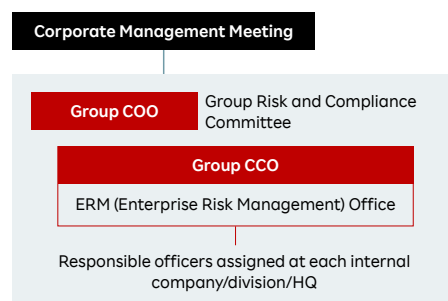 Corporate Management Meeting
Group COO
Group Risk and Compliance
Committee
Group CCO
ERM (Enterprise Risk Management) Office
Responsible officers assigned at each internal
company/division/HQ